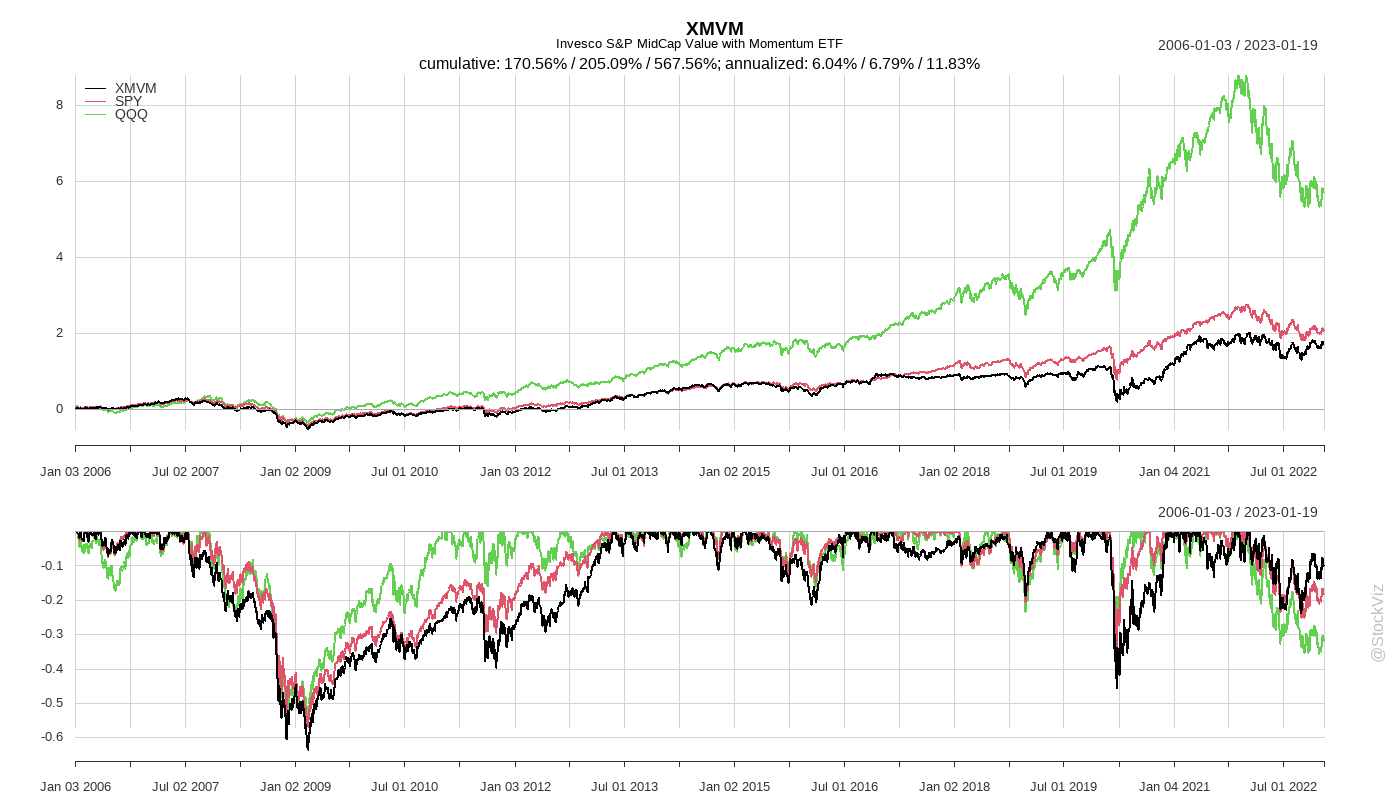 XMVM
Invesco S&P MidCap Value with Momentum ETF
2006-01-03 / 2023-01-19
cumulative: 170.56% / 205.09% / 567.56%; annualized: 6.04% / 6.79% / 11.83%
XMVM
SPY
QQQ
8
6
4
2
0
Jan 03 2006 Jul 02 2007 Jan 02 2009 Jul 01 2010 Jan 03 2012 Jul 01 2013 Jan 02 2015 Jul 01 2016 Jan 02 2018 Jul 01 2019 Jan 04 2021 Jul 01 2022
2006-01-03 / 2023-01-19
-0.1
-0.2
-0.3
-0.4
-0.5
-0.6
Jan 03 2006 Jul 02 2007 Jan 02 2009 Jul 01 2010 Jan 03 2012 Jul 01 2013 Jan 02 2015 Jul 01 2016 Jan 02 2018 Jul 01 2019 Jan 04 2021 Jul 01 2022
@StockViz